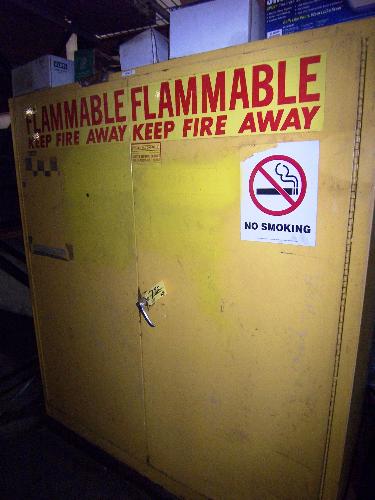 FLAMMABLE FLAMMABLE
KEEP FIRE AWAY KEEP FIRE AWAY
NO SMOKING